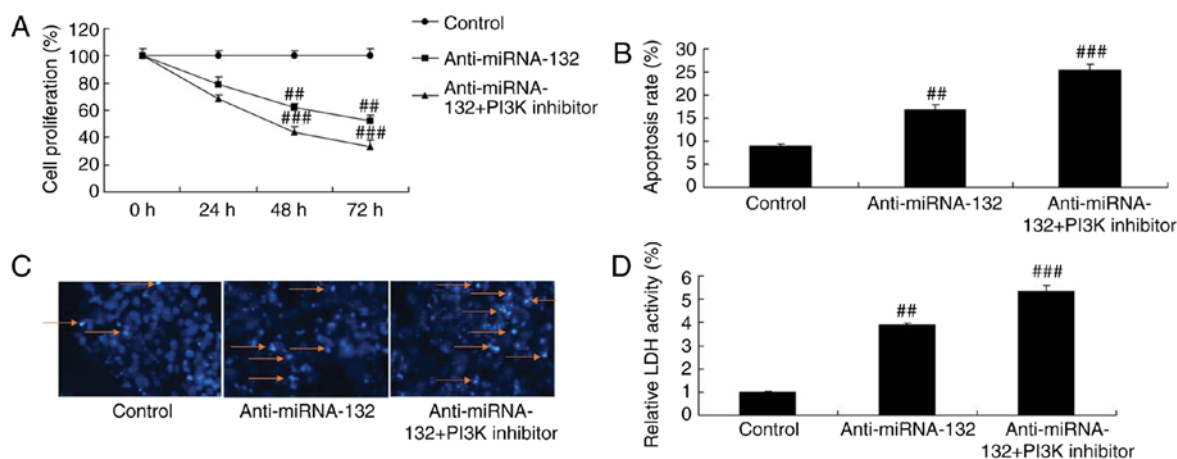 A
Cell proliferation (%)
120
100
80
60
40
20
0
0 h
24 h
48 h
72 h
##
##
###
###
Control
Anti-miRNA-132
Anti-miRNA-
132+PI3K inhibitor
B
Apoptosis rate (%)
30
25
20
15
10
5
0
##
###
Control
Anti-miRNA-132
Anti-miRNA-
132+PI3K inhibitor
C
Control
Anti-miRNA-132
Anti-miRNA-
132+PI3K inhibitor
D
Relative LDH activity (%)
6
5
4
3
2
1
0
##
###
Control
Anti-miRNA-132
Anti-miRNA-
132+PI3K inhibitor